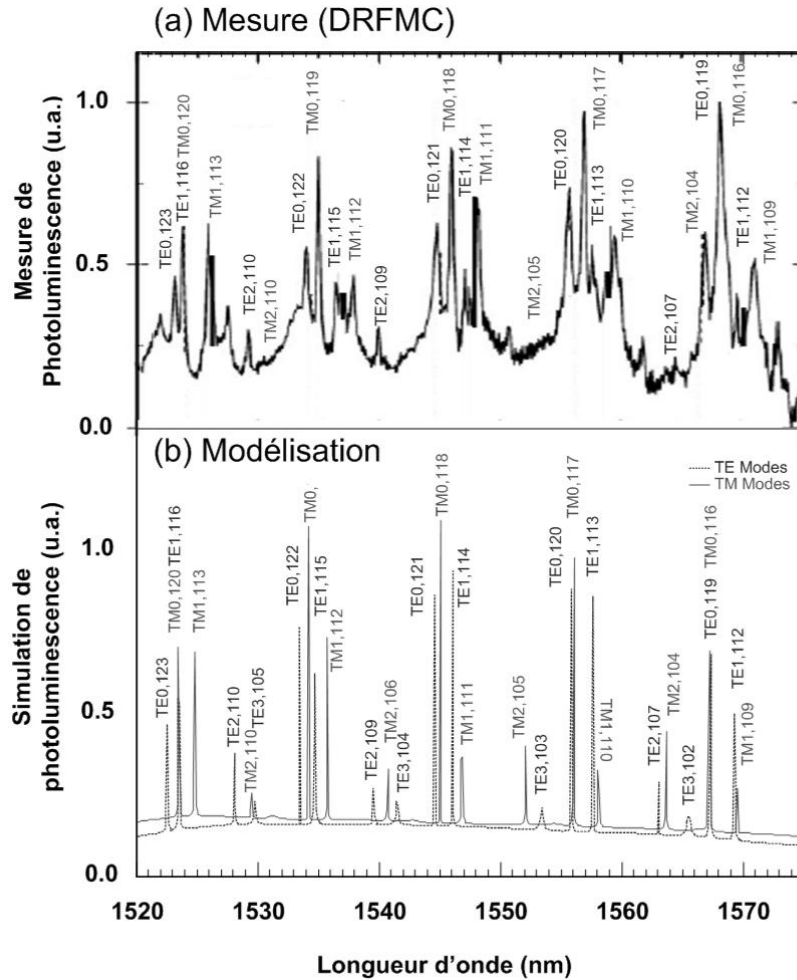 (a) Mesure (DRFMC)
Mesure de
Photoluminescence (u.a.)
1.0
0.5
0.0
TE0,123
TE1,116
TM0,120
TM1,113
TE2,110
TM2,110
TE0,122
TM0,119
TE1,115
TM1,112
TE2,109
TE0,121
TM0,118
TE1,114
TM1,111
TM2,105
TE0,120
TM0,117
TE1,113
TM1,110
TE2,107
TM2,104
TE0,119
TM0,116
TE1,112
TM1,109
(b) Modélisation
TE Modes
TM Modes
Simulation de
photoluminescence (u.a.)
1.0
0.5
0.0
TE0,123
TM0,120 TE1,116
TM1,113
TE2,110
TM2,110
TE3,105
TE0,122
TM0,
TE1,115
TM1,112
TE2,109
TM2,106
TE3,104
TE0,121
TM0,118
TE1,114
TM1,111
TM2,105
TE3,103
TE0,120
TM0,117
TE1,113
TM1,110
TE2,107
TM2,104
TE3,102
TE0,119
TM0,116
TE1,112
TM1,109
1520 1530 1540 1550 1560 1570
Longueur d'onde (nm)